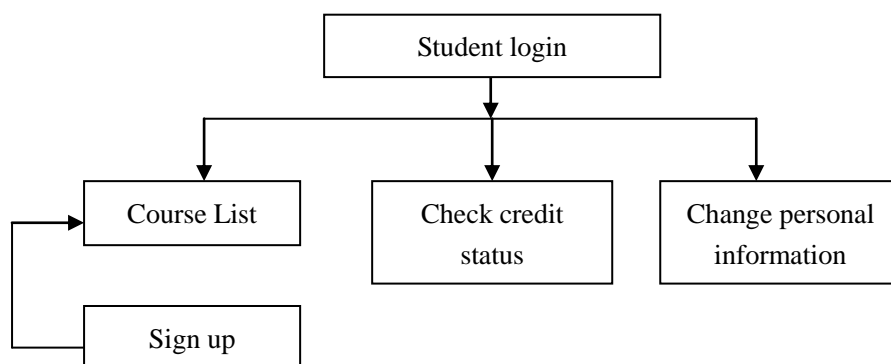 Student login
Course List
Check credit
status
Change personal
information
Sign up